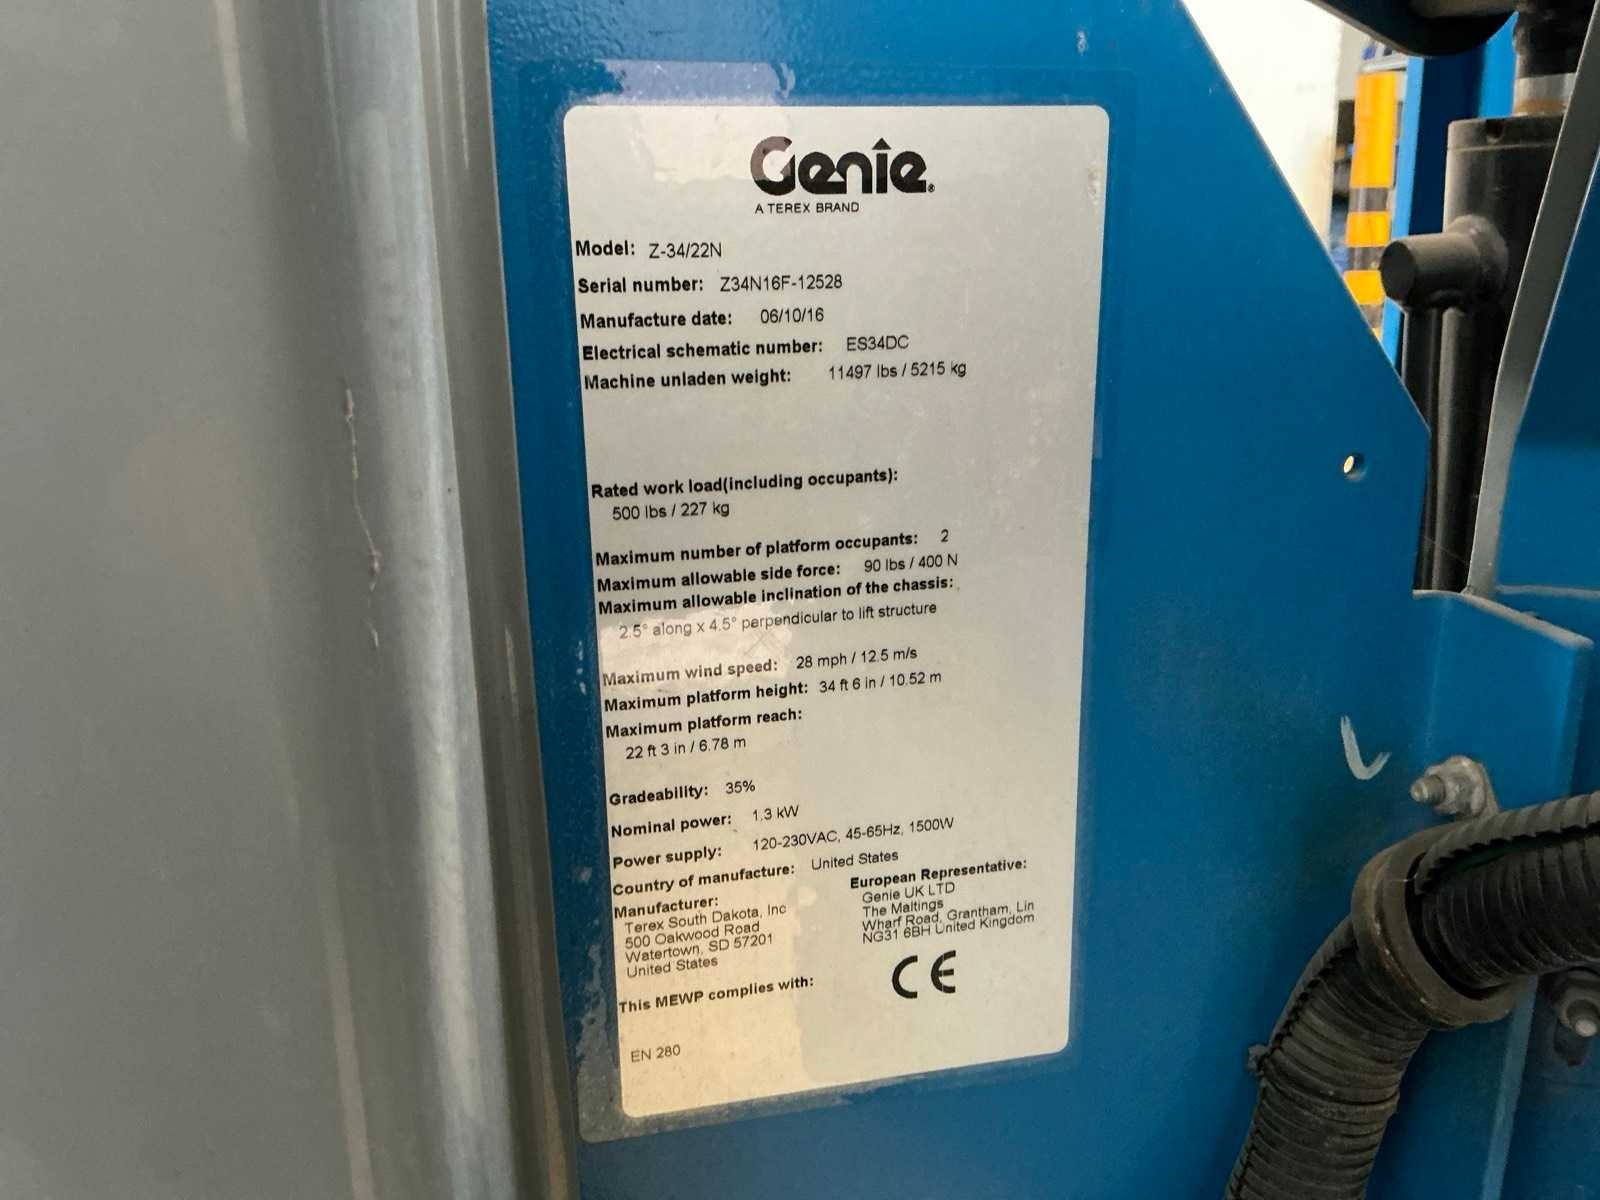 Genie®
A TEREX BRAND
Model: Z-34/22N
Serial number: Z34N16F-12528
Manufacture date: 06/10/16
Electrical schematic number: ES34DC
Machine unladen weight: 11497 lbs / 5215 kg
Rated work load(including occupants):
500 lbs / 227 kg
Maximum number of platform occupants: 2
Maximum allowable side force: 90 lbs / 400 N
Maximum allowable inclination of the chassis:
2.5° along x 4.5° perpendicular to lift structure
Maximum wind speed: 28 mph / 12.5 m/s
Maximum platform height: 34 ft 6 in / 10.52 m
Maximum platform reach:
22 ft 3 in / 6.78 m
Gradeability: 35%
Nominal power: 1.3 kW
Power supply: 120-230VAC, 45-65Hz, 1500W
Country of manufacture: United States
Manufacturer:
Terex South Dakota, Inc
500 Oakwood Road
Watertown, SD 57201
United States
European Representative:
Genie UK LTD
The Maltings
Wharf Road, Grantham, Lin
NG31 6BH United Kingdom
This MEWP complies with:
CE
EN 280